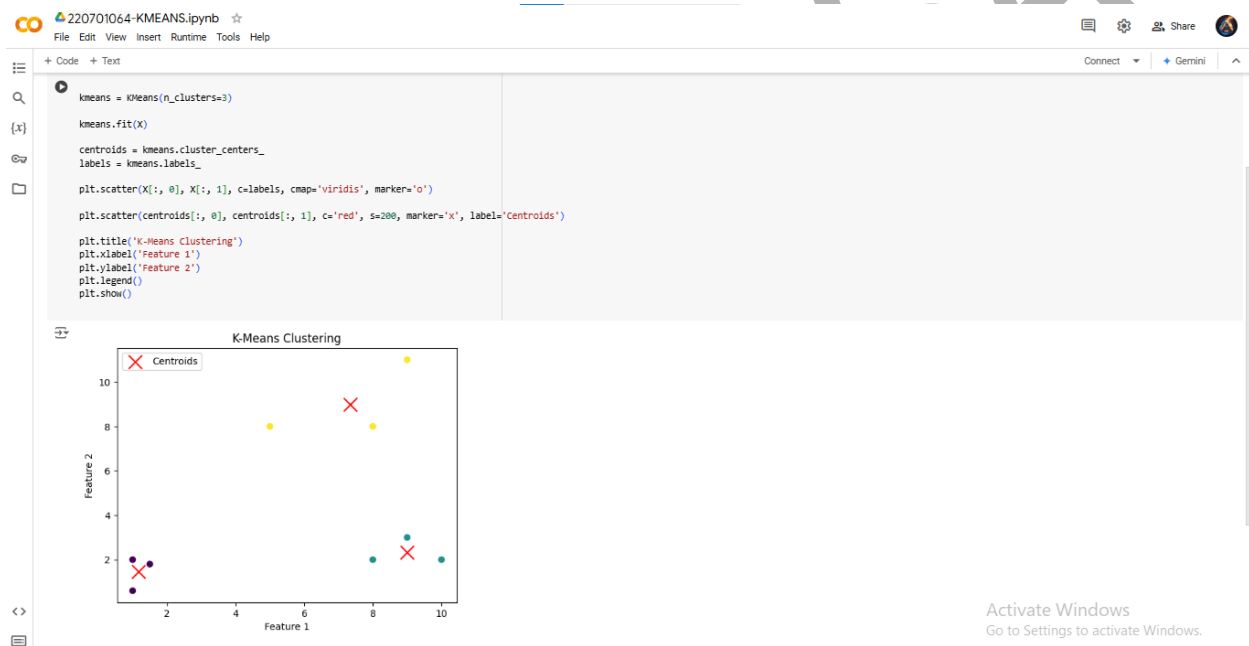 220701064-KMEANS.ipynb
File Edit View Insert Runtime Tools Help
Share
+ Code + Text
Connect
Gemini
{x}
kmeans = KMeans(n_clusters=3)
kmeans.fit(X)
centroids = kmeans.cluster_centers_
labels = kmeans.labels_
plt.scatter(X[:, 0], X[:, 1], c=labels, cmap='viridis', marker='o')
plt.scatter(centroids[:, 0], centroids[:, 1], c='red', s=200, marker='x', label='Centroids')
plt.title('K-Means Clustering')
plt.xlabel('Feature 1')
plt.ylabel('Feature 2')
plt.legend()
plt.show()
K-Means Clustering
Centroids
10
8
6
4
2
Feature 2
2 4 6 8 10
Feature 1
Activate Windows
Go to Settings to activate Windows.